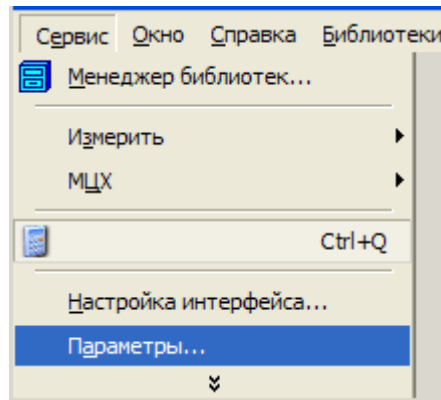 Сервис Окно Справка Библиотеки
Менеджер библиотек...
Измерить
МЦХ
Ctrl+Q
Настройка интерфейса...
Параметры...